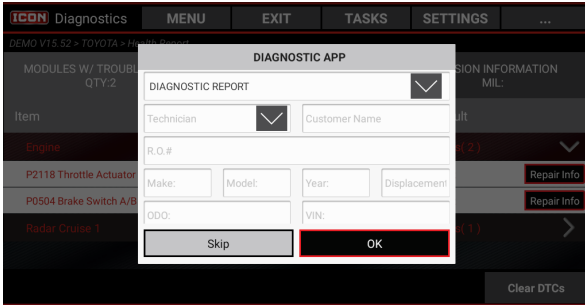 ICON Diagnostics MENU EXIT TASKS SETTINGS ...
DEMO V15.52 > TOYOTA > Health Report
DIAGNOSTIC APP
MODULES W/ TROUBL SION INFORMATION
QTY:2 MIL:
DIAGNOSTIC REPORT
Item Technician Customer Name ult
Engine R.O.# s( 2 )
P2118 Throttle Actuator Make: Model: Year: Displacement Repair Info
P0504 Brake Switch A/B ODO: VIN: Repair Info
Radar Cruise 1 s( 1 )
Skip OK
Clear DTCs